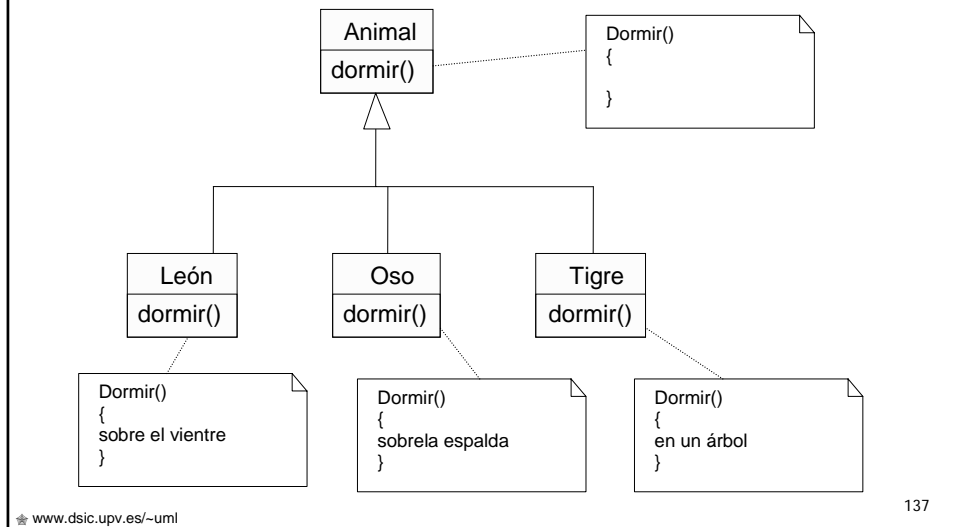 Animal
dormir()
Dormir()
{
}
León
dormir()
Oso
dormir()
Tigre
dormir()
Dormir()
{
sobre el vientre
}
Dormir()
{
sobrela espalda
}
Dormir()
{
en un árbol
}
www.dsic.upv.es/~uml
137